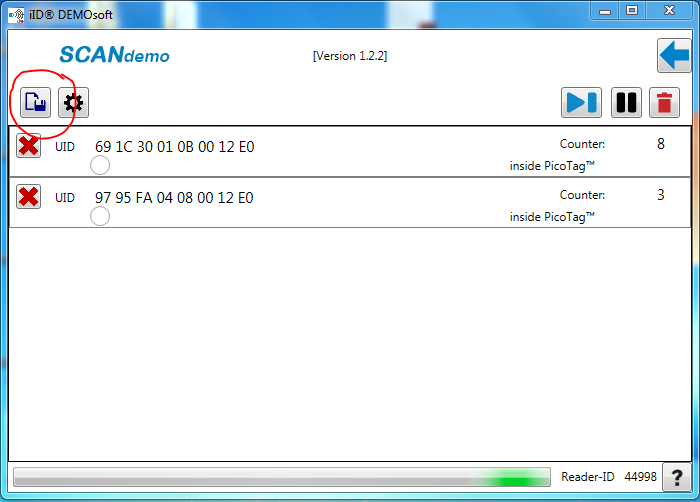 iID® DEMOsoft
SCANdemo [Version 1.2.2]
UID 69 1C 30 01 0B 00 12 E0 Counter: 8
inside PicoTag™
UID 97 95 FA 04 08 00 12 E0 Counter: 3
inside PicoTag™
Reader-ID 44998 ?